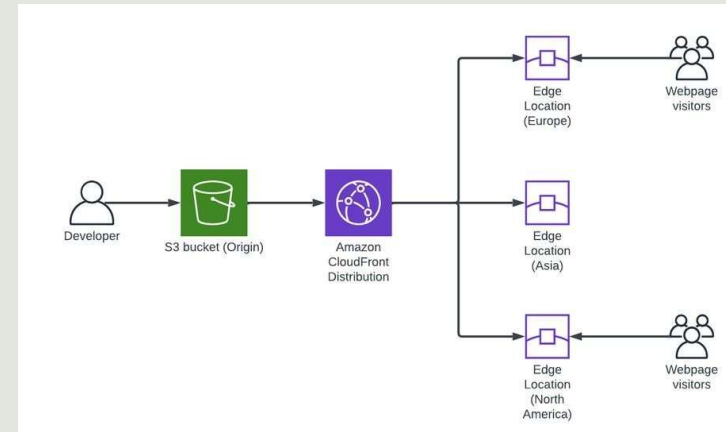 Edge
Location
(Europe)
Webpage
visitors
Developer
S3 bucket (Origin)
Amazon
CloudFront
Distribution
Edge
Location
(Asia)
Edge
Location
(North
America)
Webpage
visitors